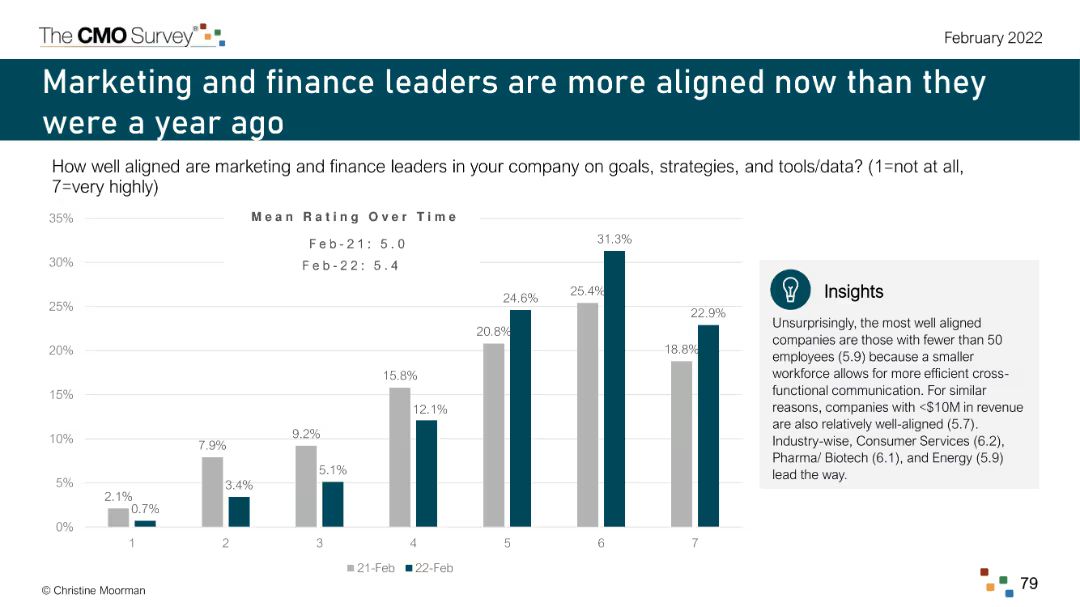 The CMO Survey®
February 2022
Marketing and finance leaders are more aligned now than they
were a year ago
How well aligned are marketing and finance leaders in your company on goals, strategies, and tools/data? (1=not at all,
7=very highly)
Mean Rating Over Time
Feb-21: 5.0
Feb-22: 5.4
35%
30%
25%
20%
15%
10%
5%
0%
2.1%
0.7%
7.9%
3.4%
9.2%
5.1%
15.8%
12.1%
20.8%
24.6%
25.4%
31.3%
18.8%
22.9%
1 2 3 4 5 6 7
21-Feb 22-Feb
Insights
Unsurprisingly, the most well aligned
companies are those with fewer than 50
employees (5.9) because a smaller
workforce allows for more efficient cross-
functional communication. For similar
reasons, companies with <$10M in revenue
are also relatively well-aligned (5.7).
Industry-wise, Consumer Services (6.2),
Pharma/ Biotech (6.1), and Energy (5.9)
lead the way.
© Christine Moorman
79